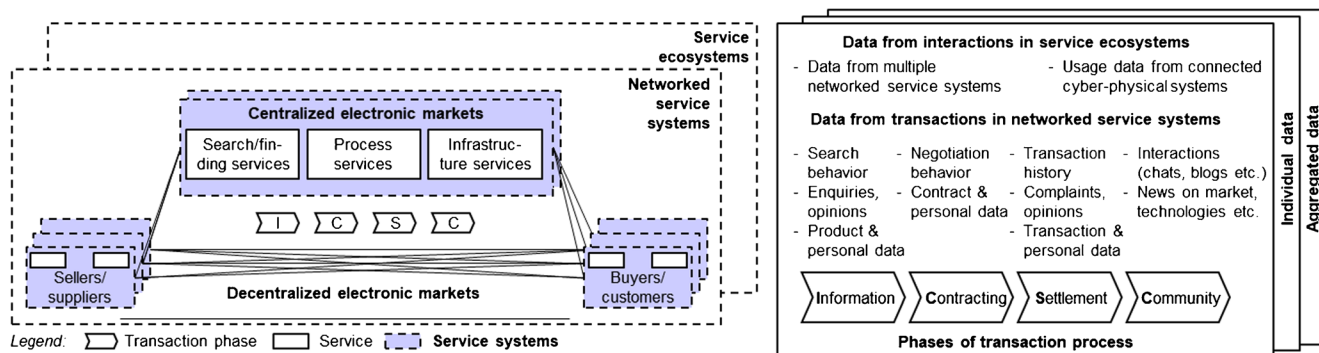 Service
ecosystems
Networked
service
systems
Centralized electronic markets
Search/fin-
ding services
Process
services
Infrastruc-
ture services
I
C
S
C
Sellers/
suppliers
Buyers/
customers
Decentralized electronic markets
Legend: Transaction phase Service Service systems
Data from interactions in service ecosystems
- Data from multiple
networked service systems
- Usage data from connected
cyber-physical systems
Data from transactions in networked service systems
- Search
behavior
- Enquiries,
opinions
- Product &
personal data
- Negotiation
behavior
- Contract &
personal data
- Transaction
history
- Complaints,
opinions
- Transaction &
personal data
- Interactions
(chats, blogs etc.)
- News on market,
technologies etc.
Information
Contracting
Settlement
Community
Phases of transaction process
Individual data
Aggregated data